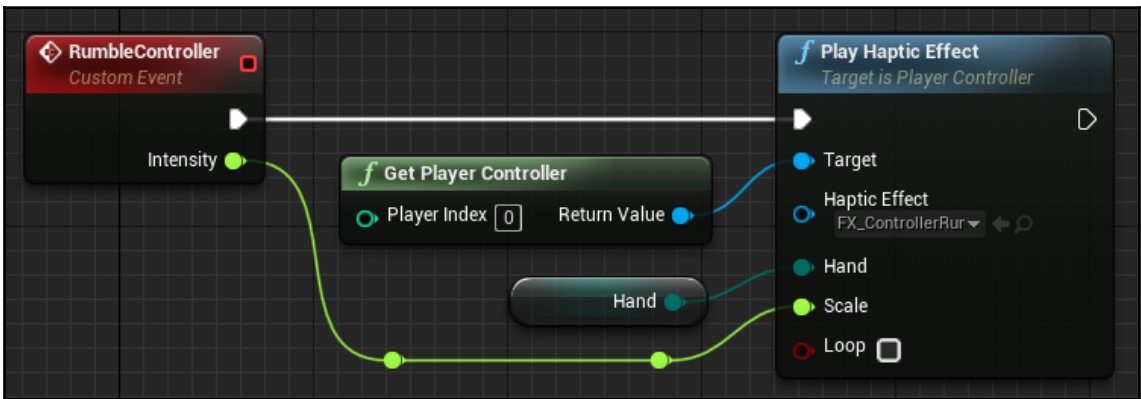 RumbleController
Custom Event
Intensity
f Get Player Controller
Player Index 0 Return Value
Hand
f Play Haptic Effect
Target is Player Controller
Target
Haptic Effect
FX_ControllerRur
Hand
Scale
Loop